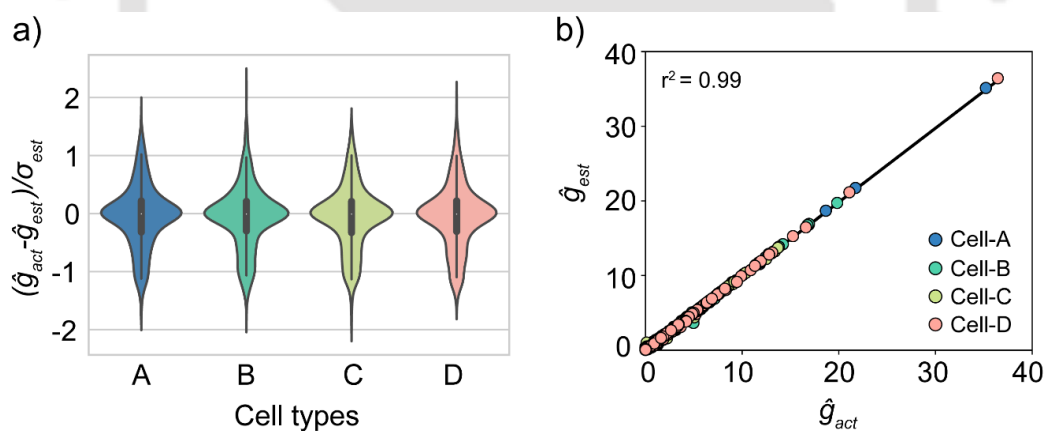 a)
(ĝact-ĝest)/σest
2
1
0
-1
-2
A B C D
Cell types
b)
r² = 0.99
ĝest
40
30
20
10
0
Cell-A
Cell-B
Cell-C
Cell-D
0 10 20 30 40
ĝact